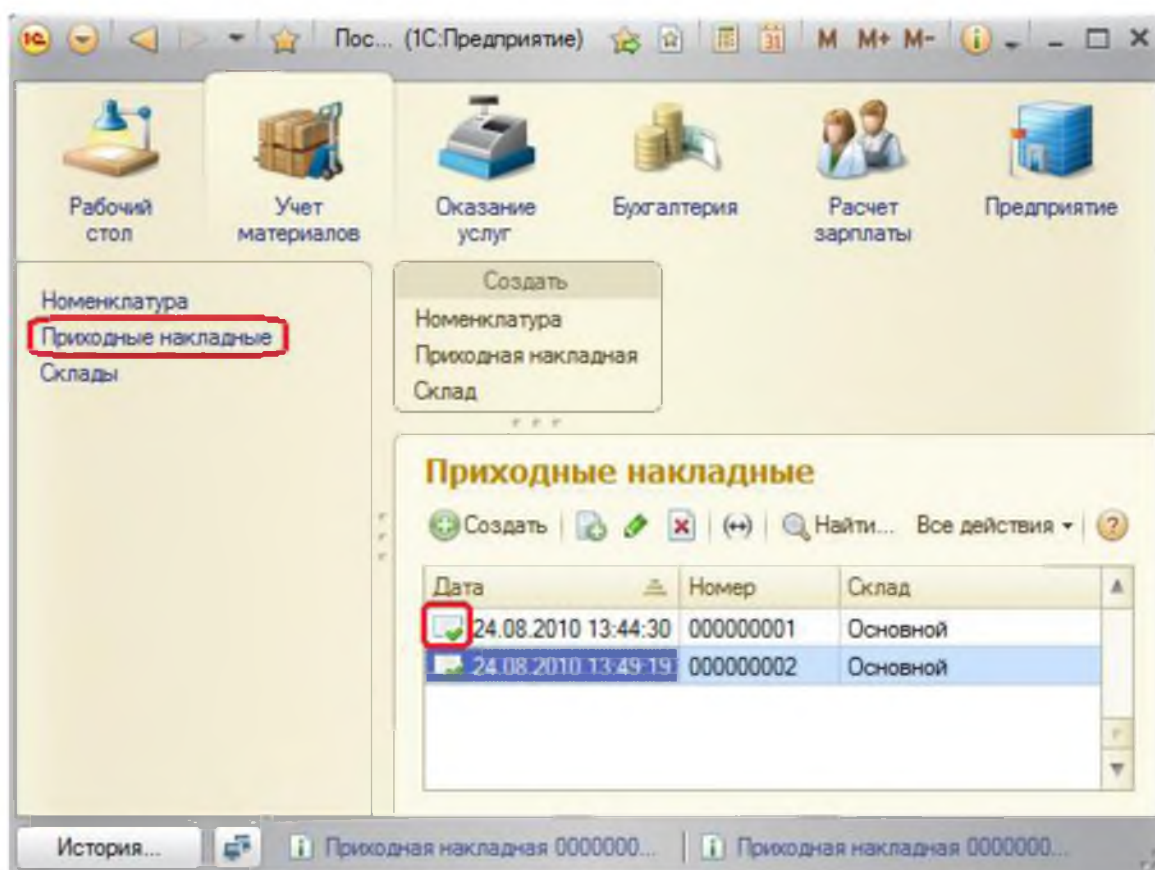 1С Пос... (1С:Предприятие) 31 M M+ M-
Рабочий стол
Учет материалов
Оказание услуг
Бухгалтерия
Расчет зарплаты
Предприятие
Номенклатура
Приходные накладные
Склады
Создать
Номенклатура
Приходная накладная
Склад
Приходные накладные
Создать Найти... Все действия
Дата Номер Склад
24.08.2010 13:44:30 000000001 Основной
24.08.2010 13:49:19 000000002 Основной
История... Приходная накладная 0000000... Приходная накладная 0000000...